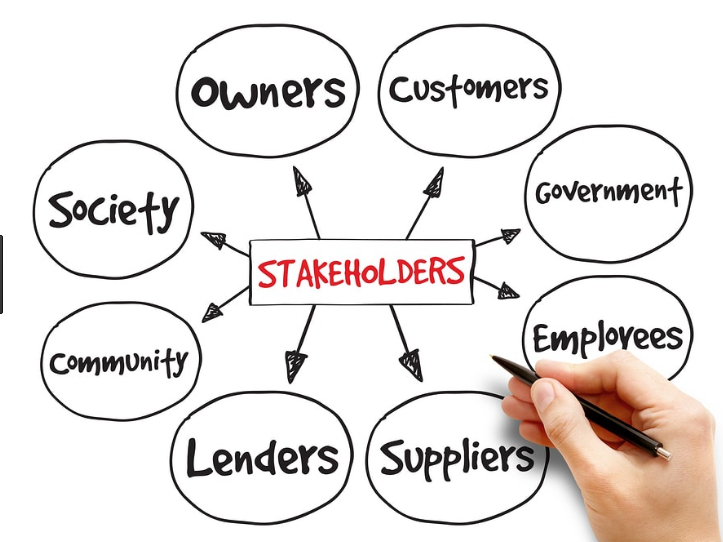 Owners
Customers
Society
Government
STAKEHOLDERS
Community
Employees
Lenders
Suppliers